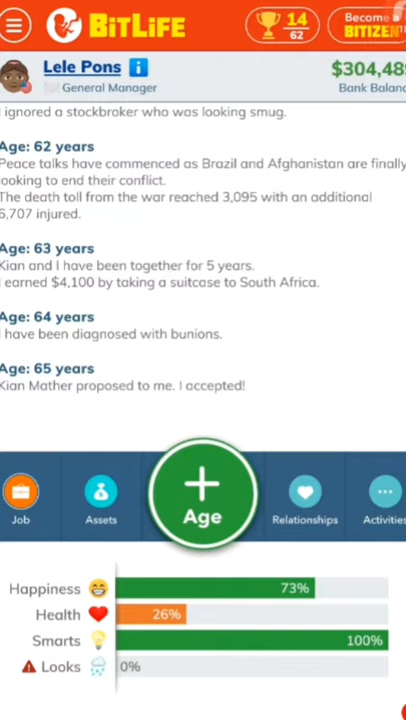 BitLife
14
62
Become a
BITIZEN
Lele Pons i
General Manager
$304,48
Bank Balanc
I ignored a stockbroker who was looking smug.
Age: 62 years
Peace talks have commenced as Brazil and Afghanistan are finally
looking to end their conflict.
The death toll from the war reached 3,095 with an additional
6,707 injured.
Age: 63 years
Kian and I have been together for 5 years.
I earned $4,100 by taking a suitcase to South Africa.
Age: 64 years
I have been diagnosed with bunions.
Age: 65 years
Kian Mather proposed to me. I accepted!
Job
Assets
+
Age
Relationships
Activities
Happiness 73%
Health 26%
Smarts 100%
Looks 0%